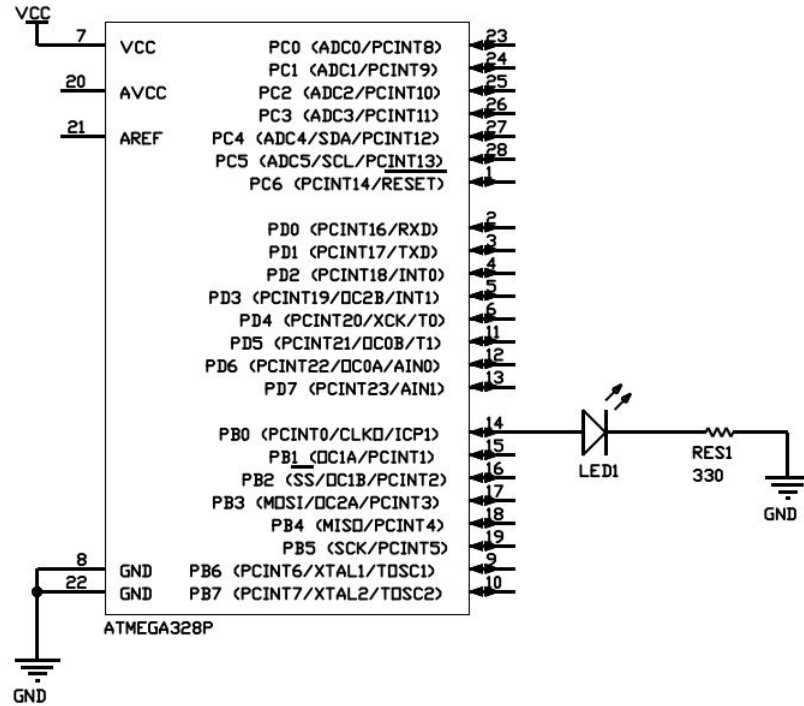 VCC
7 VCC PC0 (ADC0/PCINT8) 23
PC1 (ADC1/PCINT9) 24
20 AVCC PC2 (ADC2/PCINT10) 25
PC3 (ADC3/PCINT11) 26
21 AREF PC4 (ADC4/SDA/PCINT12) 27
PC5 (ADC5/SCL/PCINT13) 28
PC6 (PCINT14/RESET) 1
PD0 (PCINT16/RXD) 2
PD1 (PCINT17/TXD) 3
PD2 (PCINT18/INT0) 4
PD3 (PCINT19/OC2B/INT1) 5
PD4 (PCINT20/XCK/T0) 6
PD5 (PCINT21/OC0B/T1) 11
PD6 (PCINT22/OC0A/AIN0) 12
PD7 (PCINT23/AIN1) 13
PB0 (PCINT0/CLKO/ICP1) 14
PB1 (OC1A/PCINT1) 15
PB2 (SS/OC1B/PCINT2) 16
PB3 (MOSI/OC2A/PCINT3) 17
PB4 (MISO/PCINT4) 18
PB5 (SCK/PCINT5) 19
8 GND PB6 (PCINT6/XTAL1/TOSC1) 9
22 GND PB7 (PCINT7/XTAL2/TOSC2) 10
ATMEGA328P
GND
LED1
RES1
330
GND